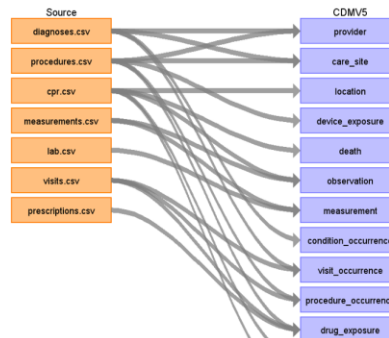 Source
CDMV5
diagnoses.csv
provider
procedures.csv
care_site
cpr.csv
location
measurements.csv
device_exposure
lab.csv
death
visits.csv
observation
prescriptions.csv
measurement
condition_occurrence
visit_occurrence
procedure_occurrence
drug_exposure